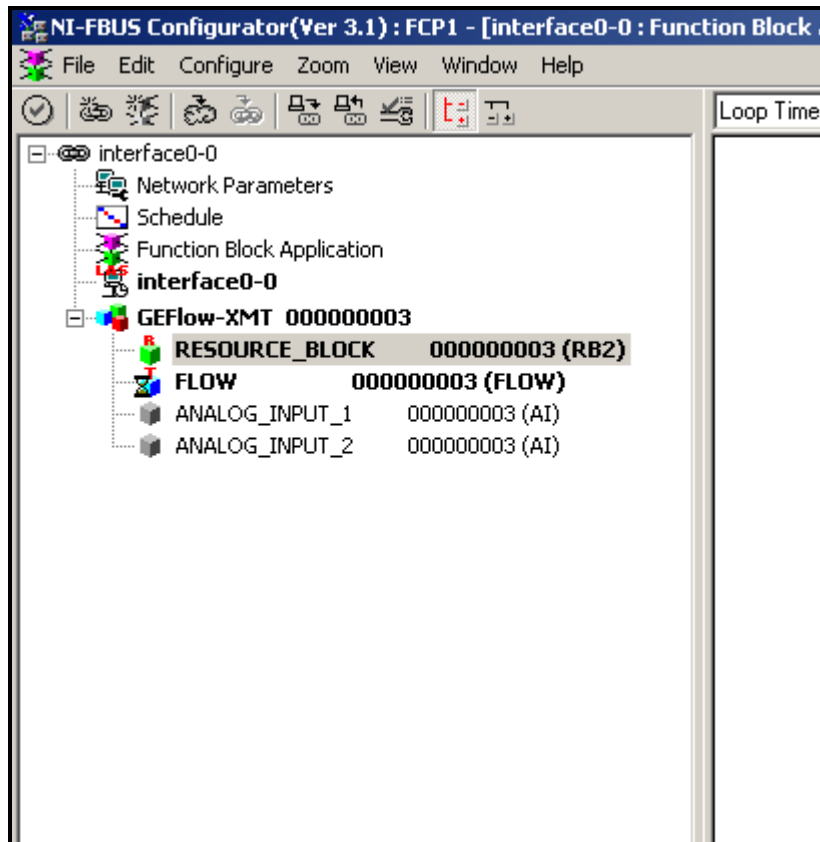 NI-FBUS Configurator(Ver 3.1) : FCP1 - [interface0-0 : Function Block
File Edit Configure Zoom View Window Help
Loop Time
interface0-0
Network Parameters
Schedule
Function Block Application
LAS
interface0-0
GEFlow-XMT 000000003
R
RESOURCE_BLOCK 000000003 (RB2)
T
FLOW 000000003 (FLOW)
ANALOG_INPUT_1 000000003 (AI)
ANALOG_INPUT_2 000000003 (AI)